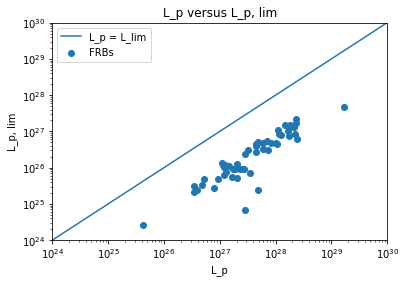 L_p versus L_p, lim
10^30
10^29
10^28
10^27
10^26
10^25
10^24
L_p, lim
L_p = L_lim
FRBs
10^24 10^25 10^26 10^27 10^28 10^29 10^30
L_p